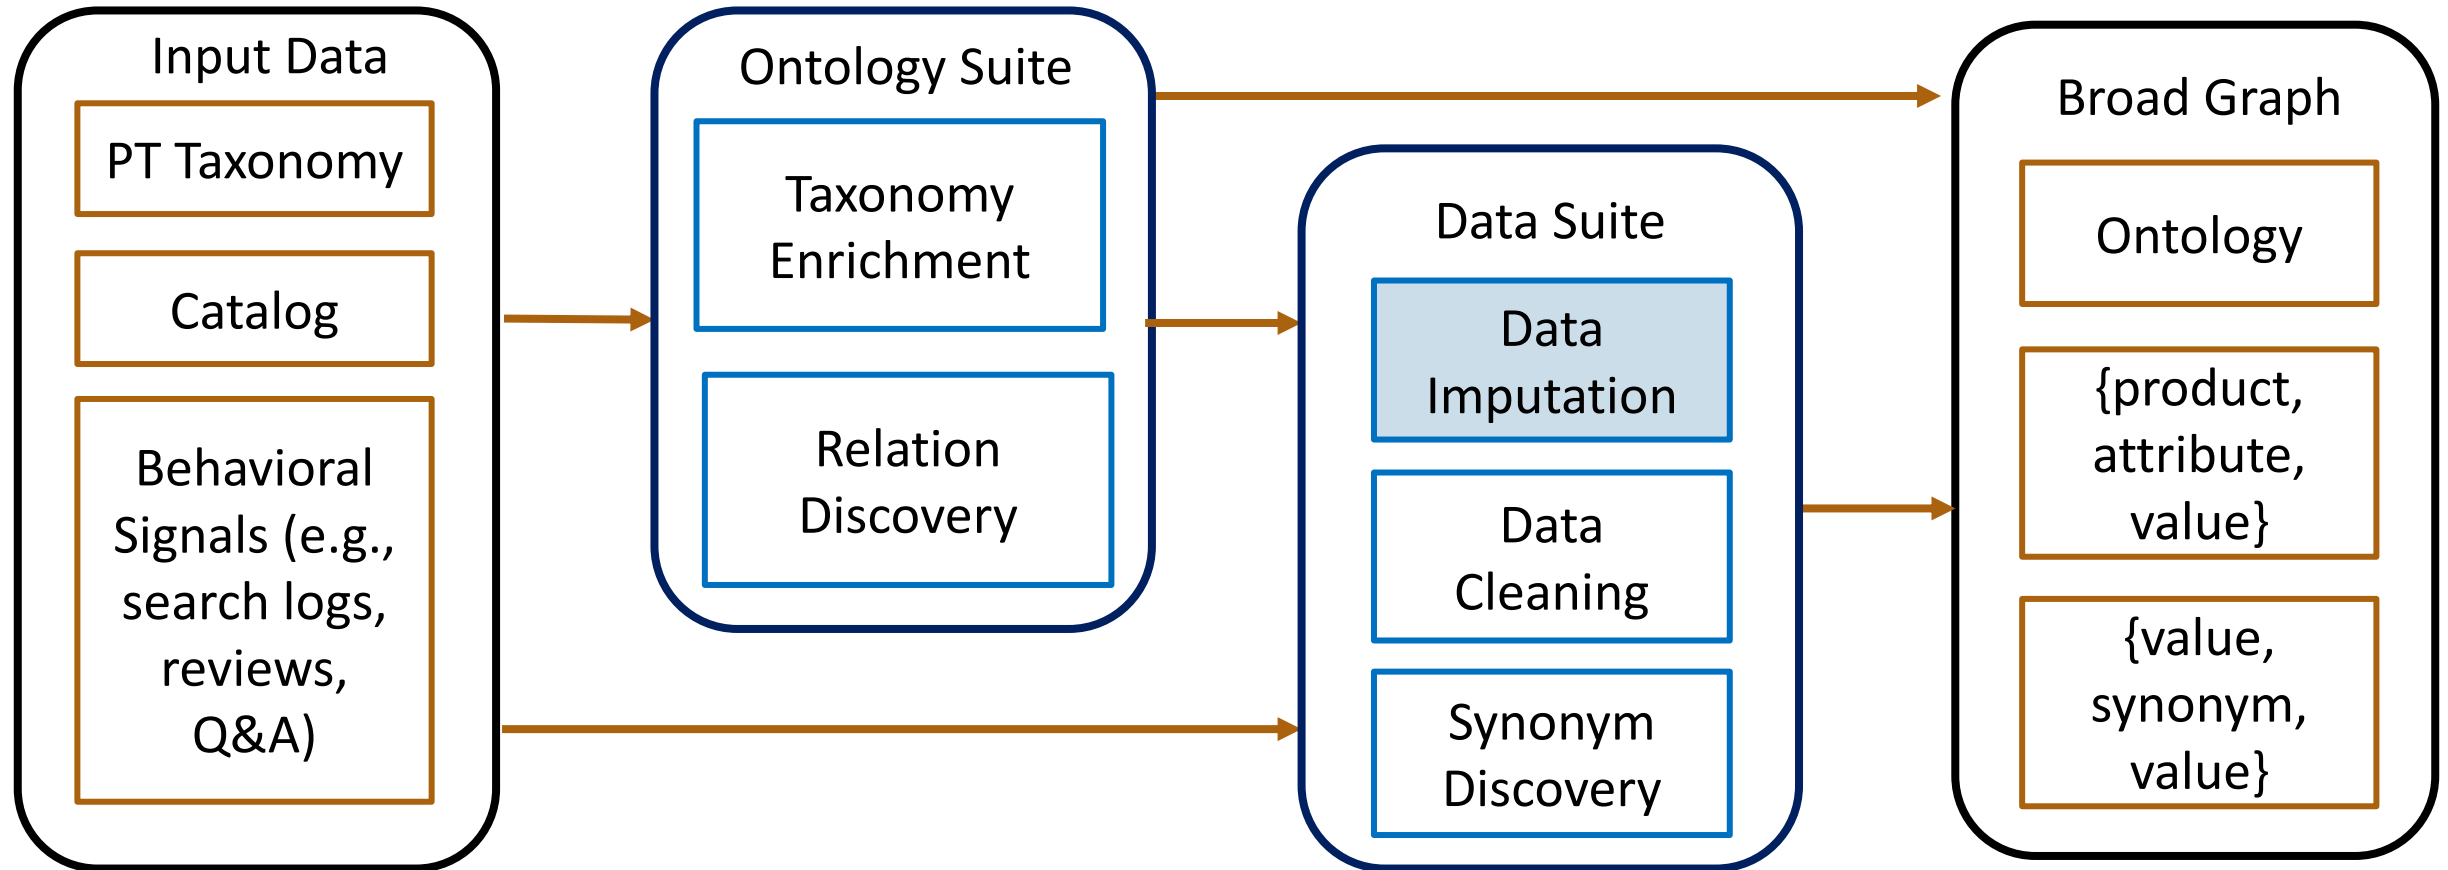 Input Data
PT Taxonomy
Catalog
Behavioral
Signals (e.g.,
search logs,
reviews,
Q&A)
Ontology Suite
Taxonomy
Enrichment
Relation
Discovery
Data Suite
Data
Imputation
Data
Cleaning
Synonym
Discovery
Broad Graph
Ontology
{product,
attribute,
value}
{value,
synonym,
value}